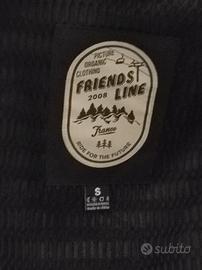 PICTURE
ORGANIC
CLOTHING
FRIENDS
2008 LINE
France
RIDE FOR THE FUTURE
S
subito